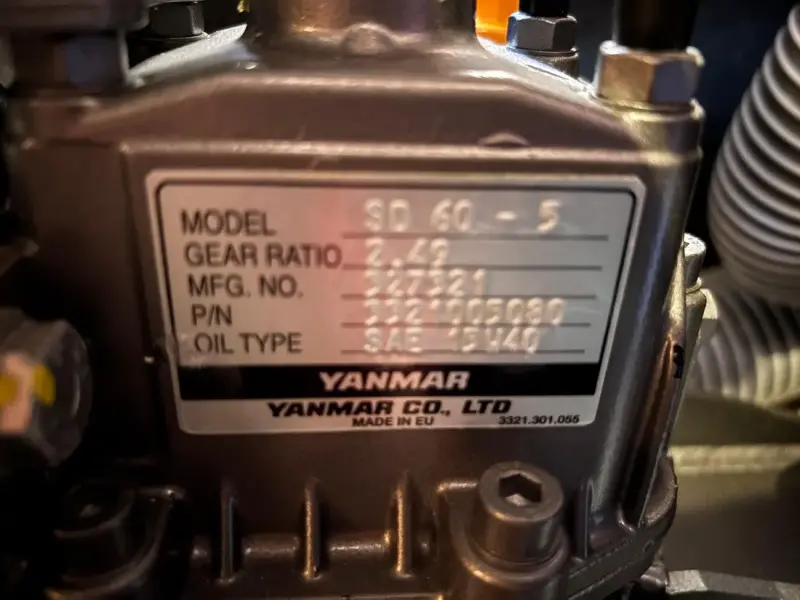 MODEL SD 60 - 5
GEAR RATIO 2.49
MFG. NO. 327321
P/N 3321005080
OIL TYPE SAE 15W40
YANMAR
YANMAR CO., LTD
MADE IN EU 3321.301.055